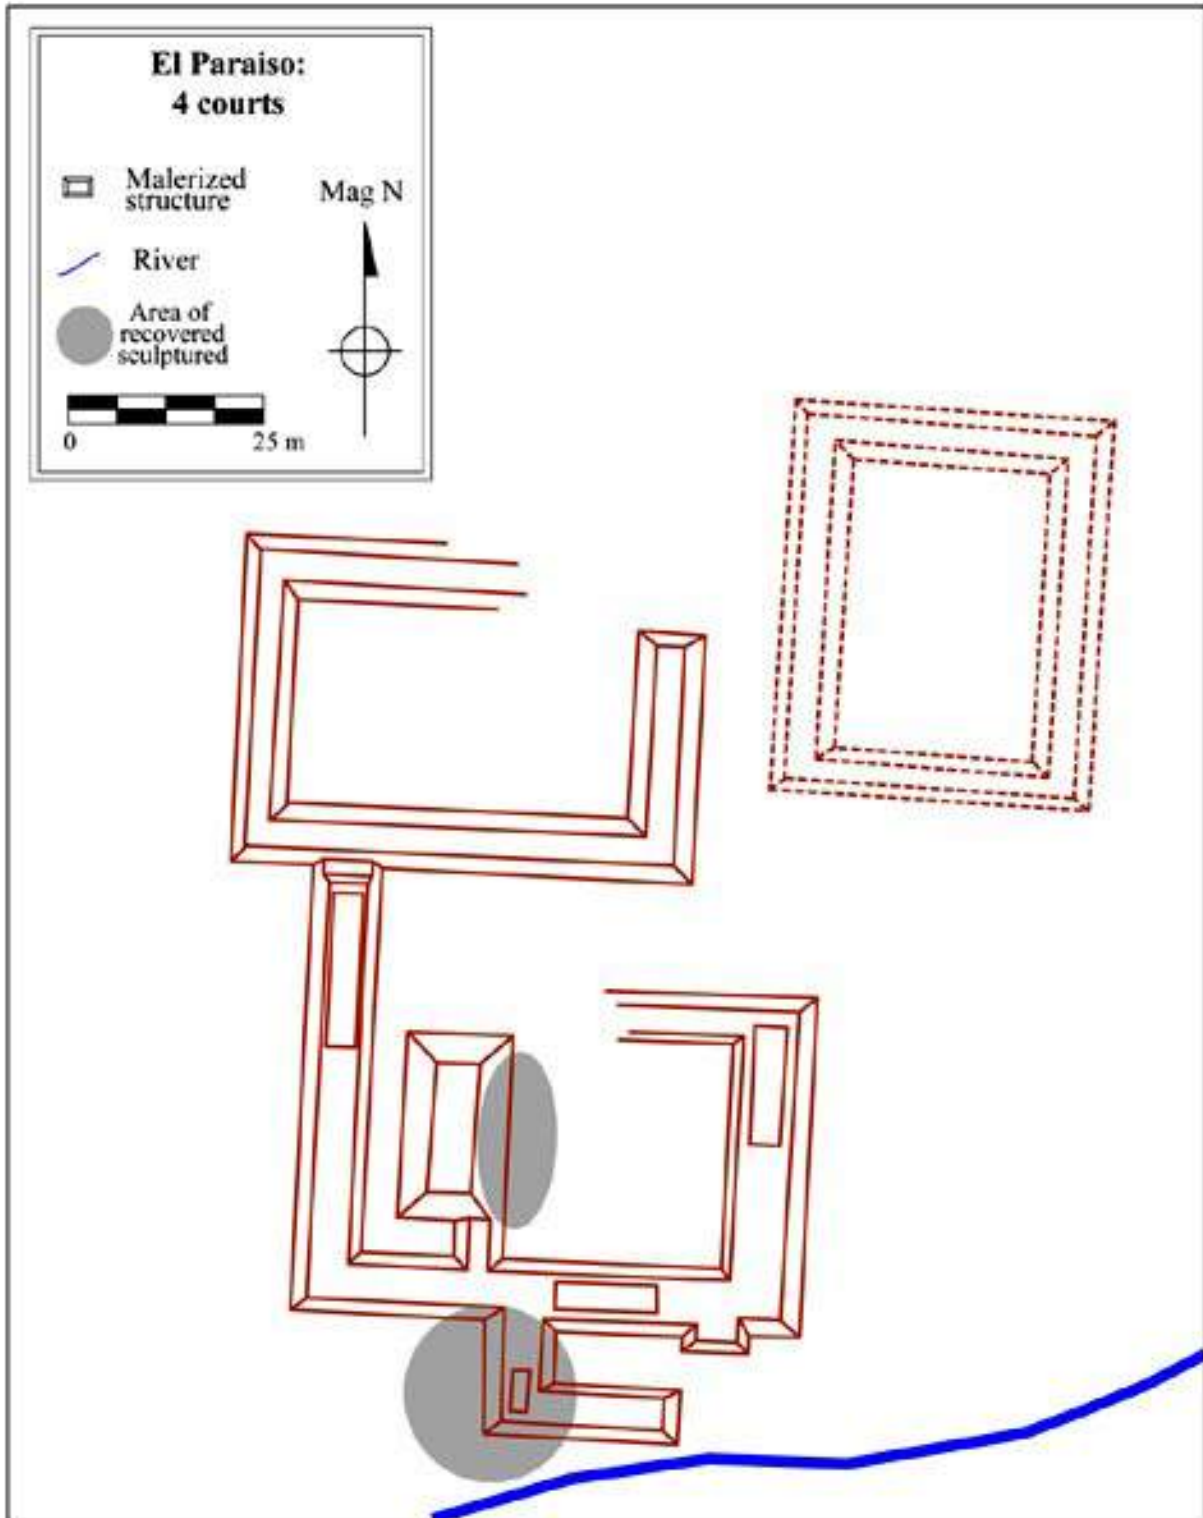 El Paraiso:
4 courts
Malerized
structure
Mag N
River
Area of
recovered
sculptured
0 25 m